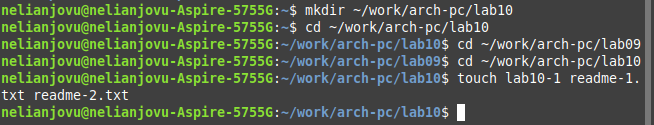 nelianjovu@nelianjovu-Aspire-5755G:~$ mkdir ~/work/arch-pc/lab10
nelianjovu@nelianjovu-Aspire-5755G:~$ cd ~/work/arch-pc/lab10
nelianjovu@nelianjovu-Aspire-5755G:~/work/arch-pc/lab10$ cd ~/work/arch-pc/lab09
nelianjovu@nelianjovu-Aspire-5755G:~/work/arch-pc/lab09$ cd ~/work/arch-pc/lab10
nelianjovu@nelianjovu-Aspire-5755G:~/work/arch-pc/lab10$ touch lab10-1 readme-1.
txt readme-2.txt
nelianjovu@nelianjovu-Aspire-5755G:~/work/arch-pc/lab10$